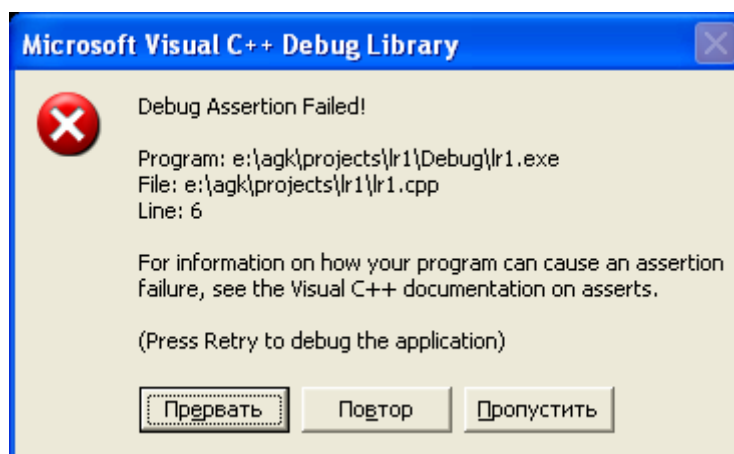 Microsoft Visual C++ Debug Library
Debug Assertion Failed!
Program: e:\agk\projects\lr1\Debug\lr1.exe
File: e:\agk\projects\lr1\lr1.cpp
Line: 6
For information on how your program can cause an assertion
failure, see the Visual C++ documentation on asserts.
(Press Retry to debug the application)
Прервать Повтор Пропустить